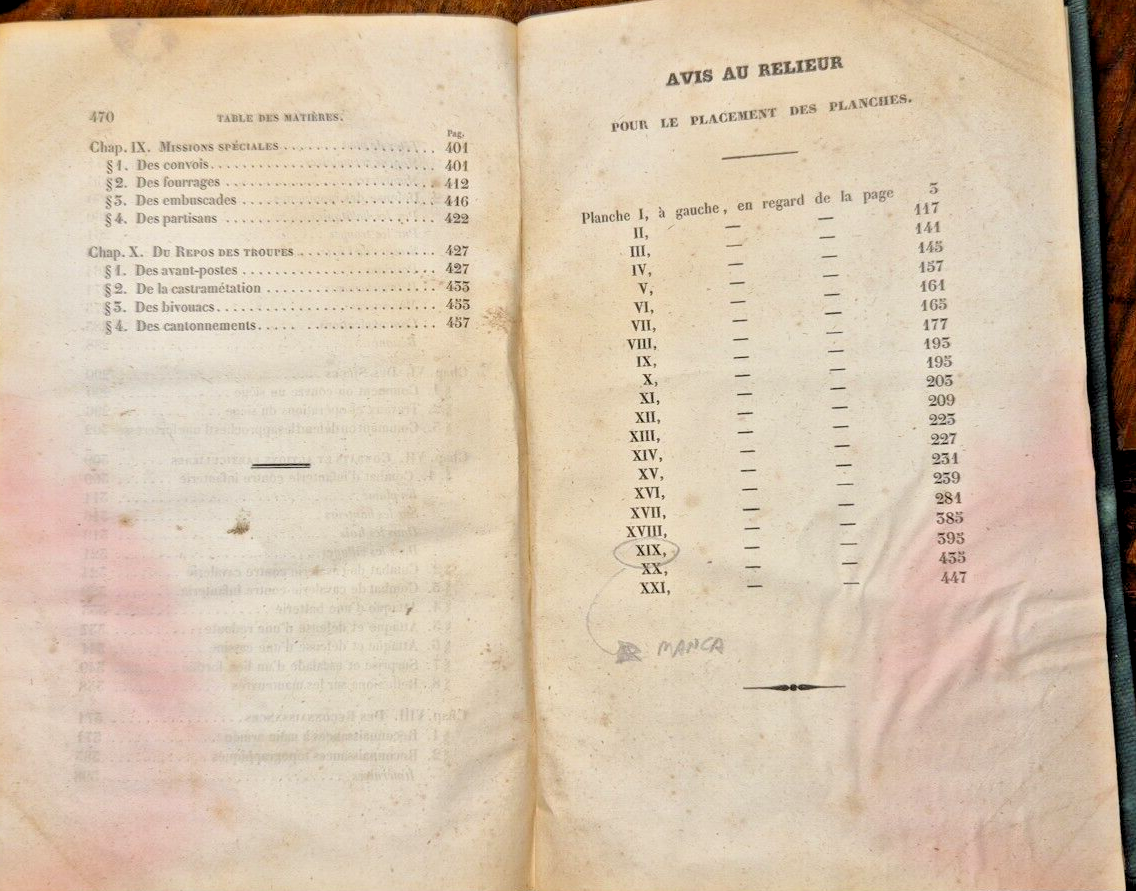 470 TABLE DES MATIÈRES.
Pag.
Chap. IX. MISSIONS SPÉCIALES . . . . . . . . . . . . . . . . 401
§ 1. Des convois. . . . . . . . . . . . . . . . . . . . . . . . 401
§ 2. Des fourrages . . . . . . . . . . . . . . . . . . . . . . 412
§ 3. Des embuscades . . . . . . . . . . . . . . . . . . . . 416
§ 4. Des partisans . . . . . . . . . . . . . . . . . . . . . . 422
Chap. X. DU REPOS DES TROUPES . . . . . . . . . . . . . . 427
§ 1. Des avant-postes . . . . . . . . . . . . . . . . . . . . 427
§ 2. De la castramétation . . . . . . . . . . . . . . . . . 433
§ 3. Des bivouacs. . . . . . . . . . . . . . . . . . . . . . . 453
§ 4. Des cantonnements. . . . . . . . . . . . . . . . . . . 457
AVIS AU RELIEUR
POUR LE PLACEMENT DES PLANCHES.
Planche I, à gauche, en regard de la page 3
II, — — 117
III, — — 141
IV, — — 145
V, — — 157
VI, — — 161
VII, — — 165
VIII, — — 177
IX, — — 193
X, — — 195
XI, — — 203
XII, — — 209
XIII, — — 223
XIV, — — 227
XV, — — 231
XVI, — — 239
XVII, — — 281
XVIII, — — 385
XIX, — — 395
XX, — — 435
XXI, — — 447
MANCA